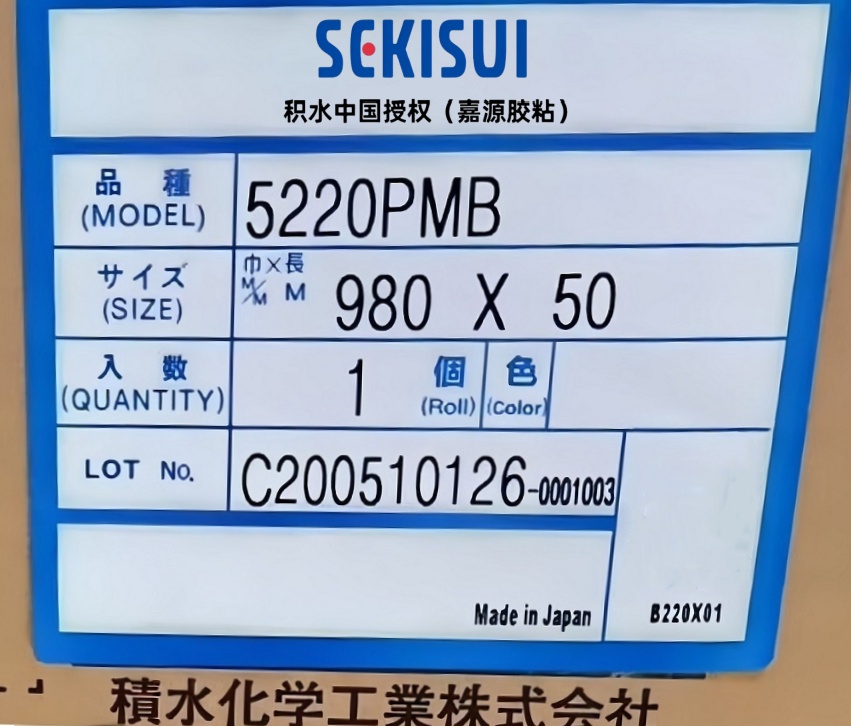 SEKISUI
积水中国授权（嘉源胶粘）
品 種
(MODEL)
5220PMB
サイズ
(SIZE)
巾×長
M/M M
980 X 50
入 数
(QUANTITY)
1
個
(Roll)
色
(Color)
LOT No.
C200510126-0001003
Made in Japan
B220X01
積水化学工業株式会社